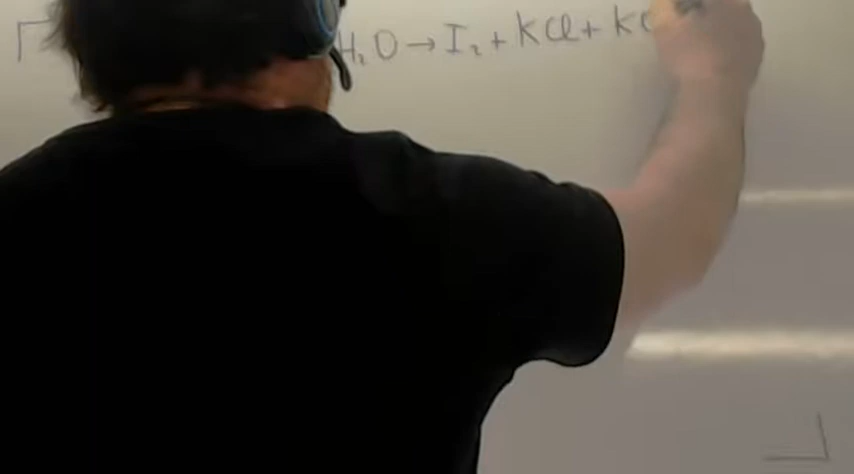 H₂O → I₂ + KCl + K